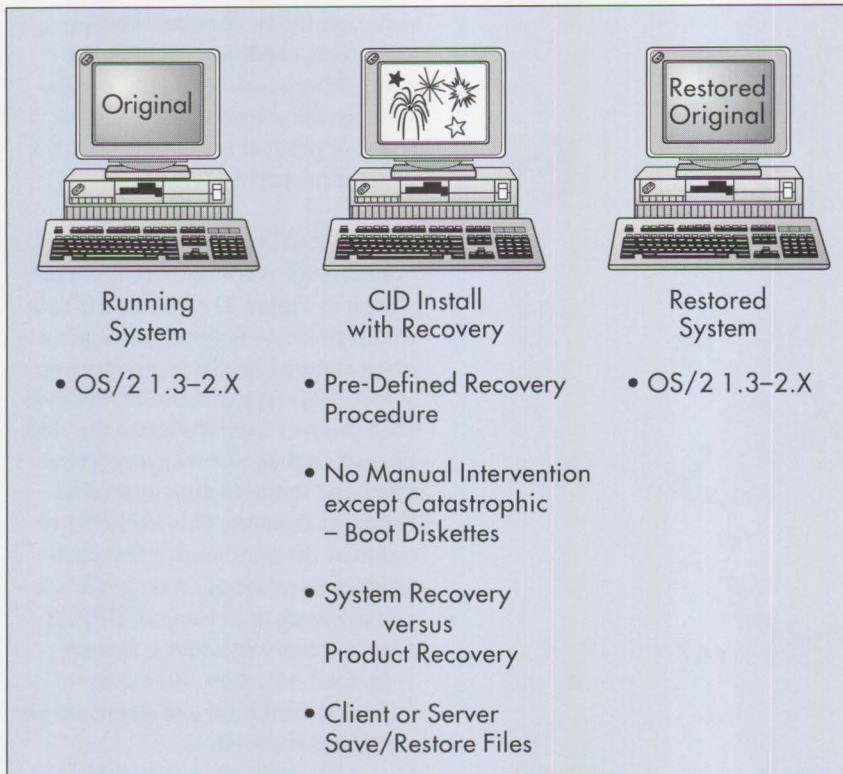 Original
Restored
Original
Running
System
• OS/2 1.3–2.X
CID Install
with Recovery
• Pre-Defined Recovery
Procedure
• No Manual Intervention
except Catastrophic
– Boot Diskettes
• System Recovery
versus
Product Recovery
• Client or Server
Save/Restore Files
Restored
System
• OS/2 1.3–2.X